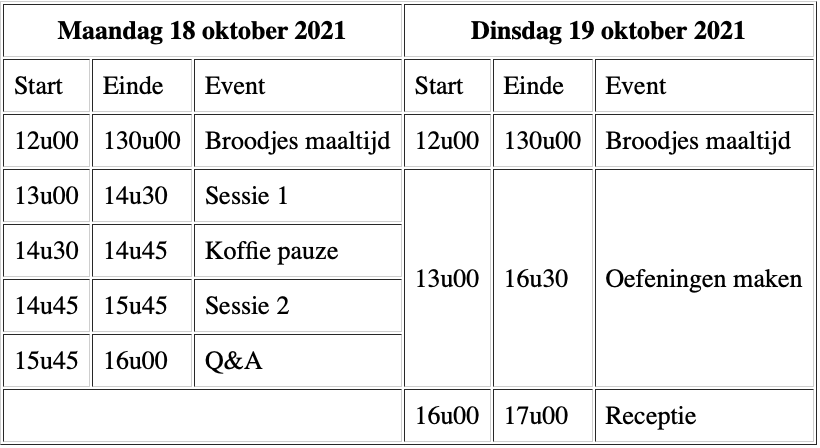 Maandag 18 oktober 2021 Dinsdag 19 oktober 2021
Start Einde Event Start Einde Event
12u00 130u00 Broodjes maaltijd 12u00 130u00 Broodjes maaltijd
13u00 14u30 Sessie 1
14u30 14u45 Koffie pauze
13u00 16u30 Oefeningen maken
14u45 15u45 Sessie 2
15u45 16u00 Q&A
16u00 17u00 Receptie